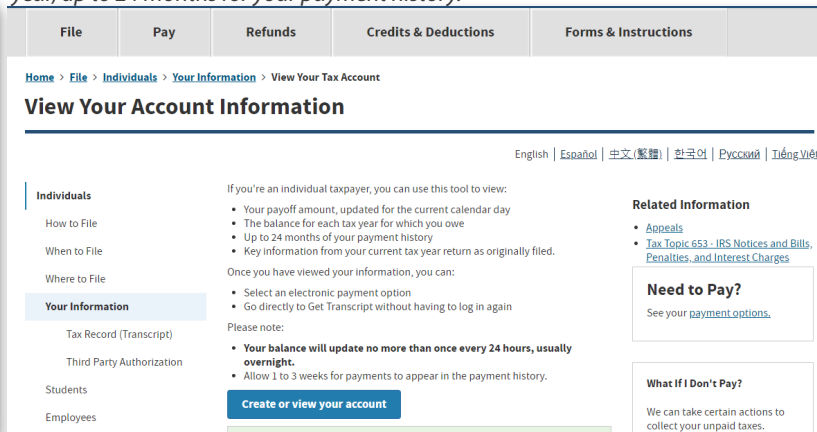 year, up to 24 months for your payment history.
File Pay Refunds Credits & Deductions Forms & Instructions
Home > File > Individuals > Your Information > View Your Tax Account
View Your Account Information
English | Español | 中文 (繁體) | 한국어 | Русский | Tiếng Việt
Individuals
How to File
When to File
Where to File
Your Information
Tax Record (Transcript)
Third Party Authorization
Students
Employees
If you're an individual taxpayer, you can use this tool to view:
• Your payoff amount, updated for the current calendar day
• The balance for each tax year for which you owe
• Up to 24 months of your payment history
• Key information from your current tax year return as originally filed.
Once you have viewed your information, you can:
• Select an electronic payment option
• Go directly to Get Transcript without having to log in again
Please note:
• Your balance will update no more than once every 24 hours, usually
overnight.
• Allow 1 to 3 weeks for payments to appear in the payment history.
Create or view your account
Related Information
• Appeals
• Tax Topic 653 - IRS Notices and Bills,
Penalties, and Interest Charges
Need to Pay?
See your payment options.
What If I Don't Pay?
We can take certain actions to
collect your unpaid taxes.